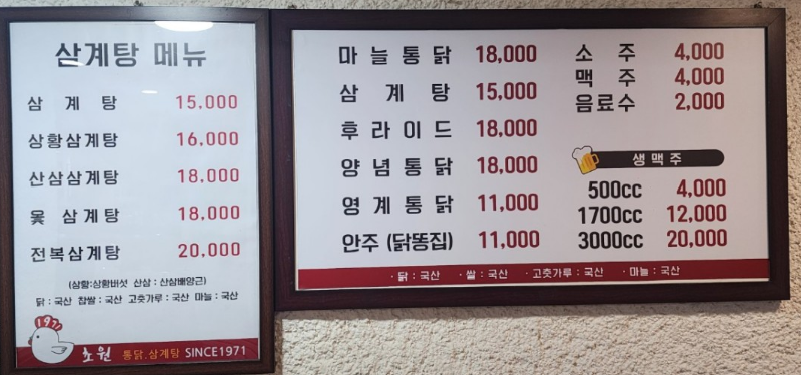 삼계탕 메뉴
삼 계 탕 15,000
상황삼계탕 16,000
산삼삼계탕 18,000
옻 삼계탕 18,000
전복삼계탕 20,000
(상황:상황버섯 산삼 : 산삼배양근)
닭 : 국산 찹쌀 : 국산 고춧가루 : 국산 마늘 : 국산
1971
초원 통닭.삼계탕 SINCE1971
마늘통닭 18,000
삼 계 탕 15,000
후라이드 18,000
양념통닭 18,000
영계통닭 11,000
안주 (닭똥집) 11,000
소 주 4,000
맥 주 4,000
음료수 2,000
생맥주
500cc 4,000
1700cc 12,000
3000cc 20,000
· 닭 : 국산 · 쌀 : 국산 · 고춧가루 : 국산 · 마늘 : 국산